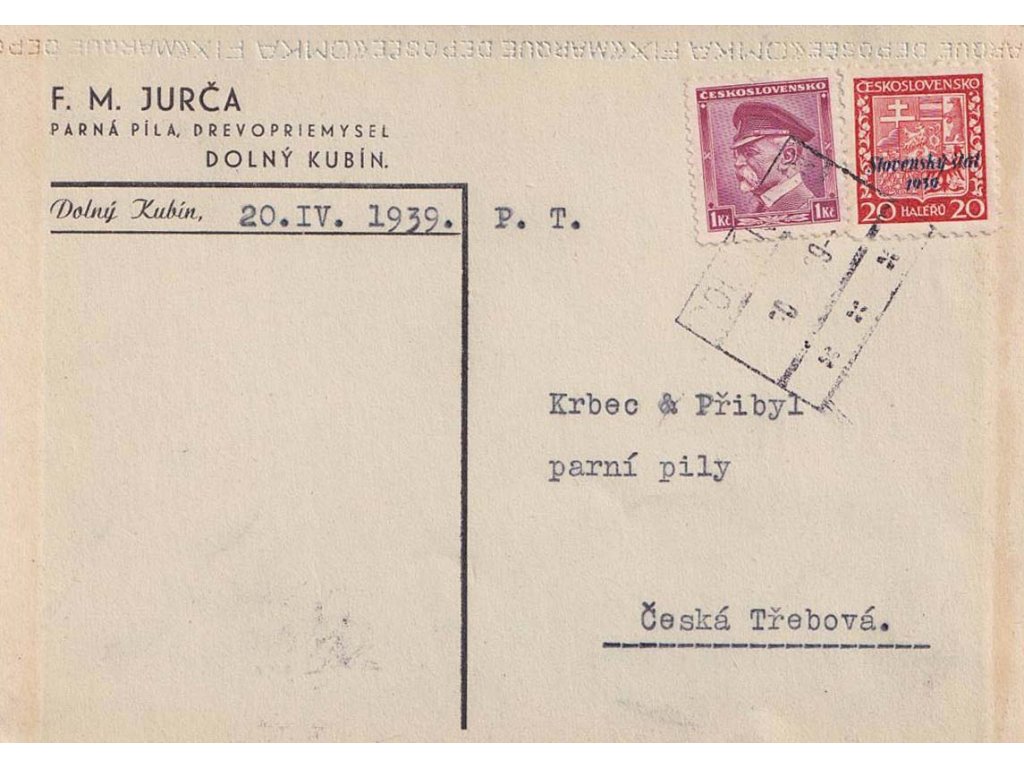 F. M. JURČA
PARNÁ PÍLA, DREVOPRIEMYSEL
DOLNÝ KUBÍN.
Dolný Kubín, 20.IV. 1939.
P. T.
ČESKOSLOVENSKO
1 Kč 1 Kč
ČESKOSLOVENSKO
Slovenský štát
1939
20 HALÉŘŮ 20
Krbec & Přibyl
parní pily
Česká Třebová.